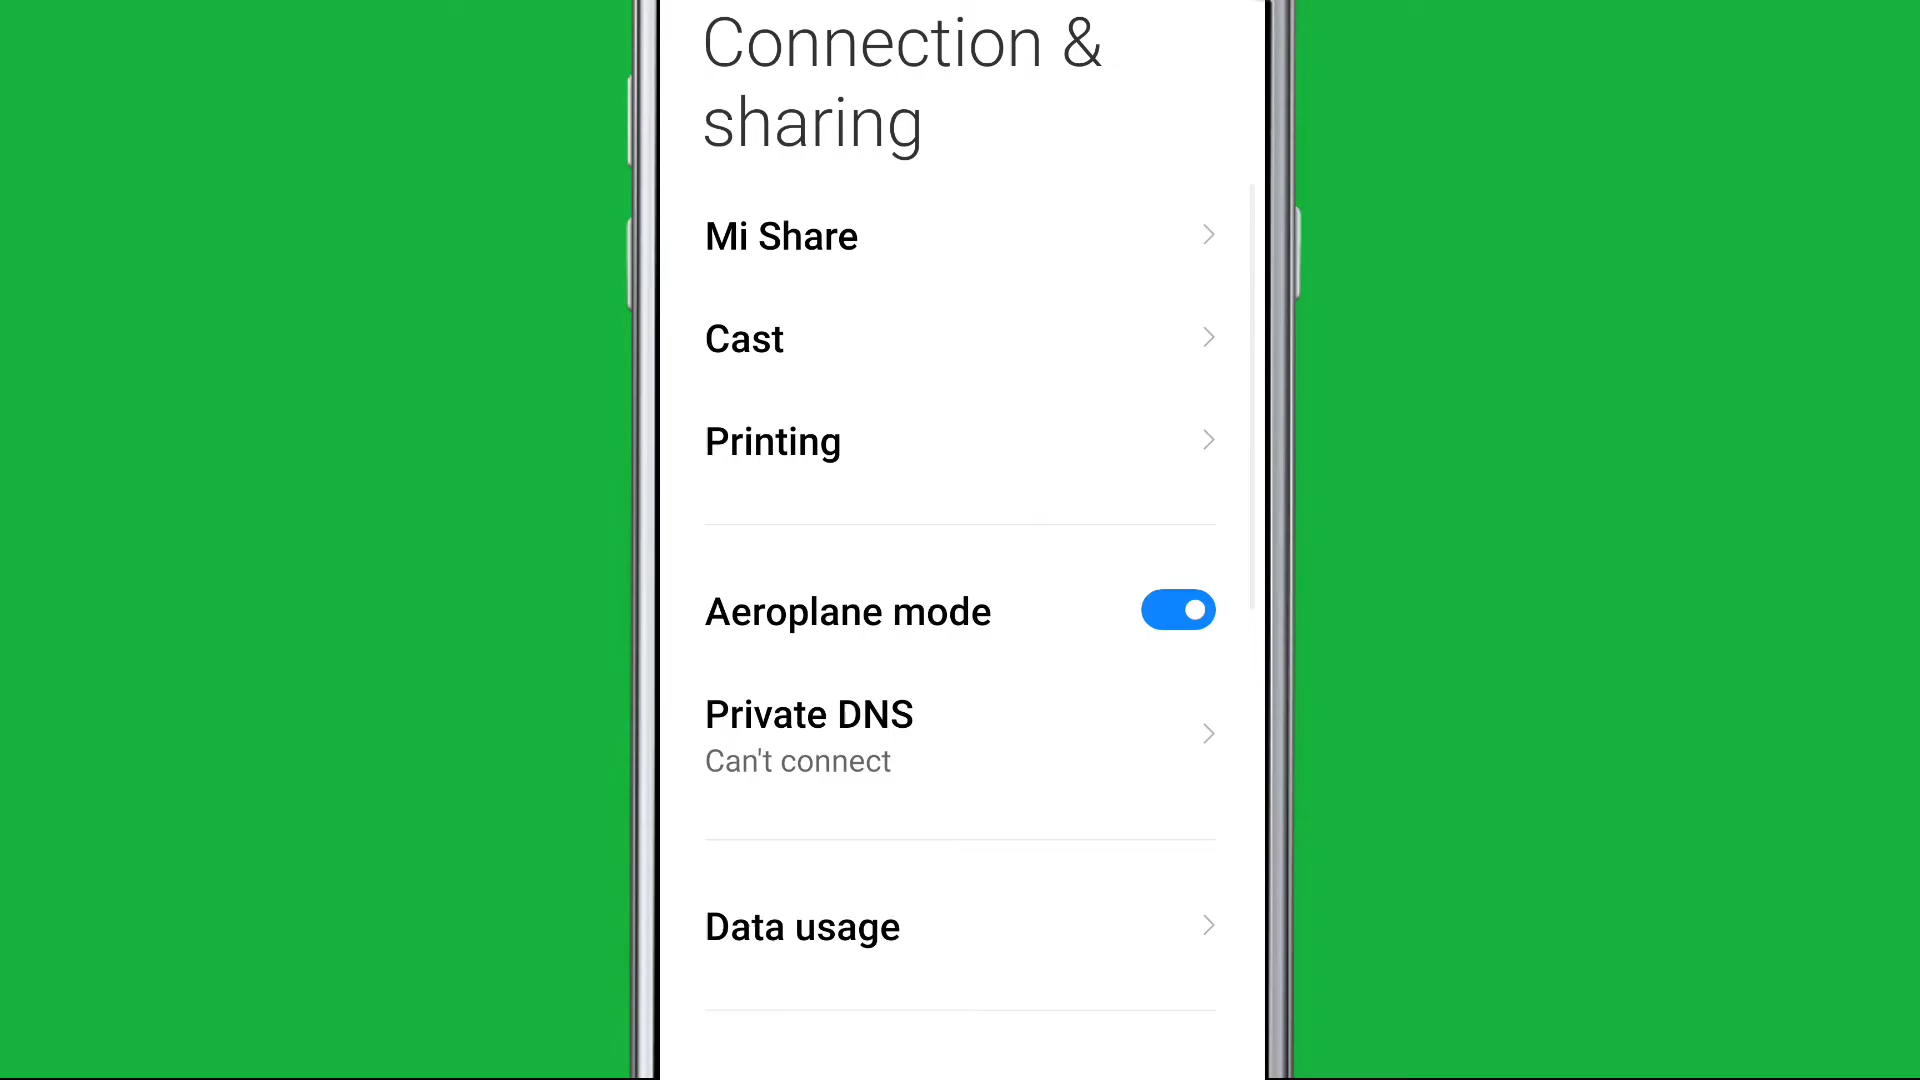 Connection &
sharing
Mi Share
Cast
Printing
Aeroplane mode
Private DNS
Can't connect
Data usage